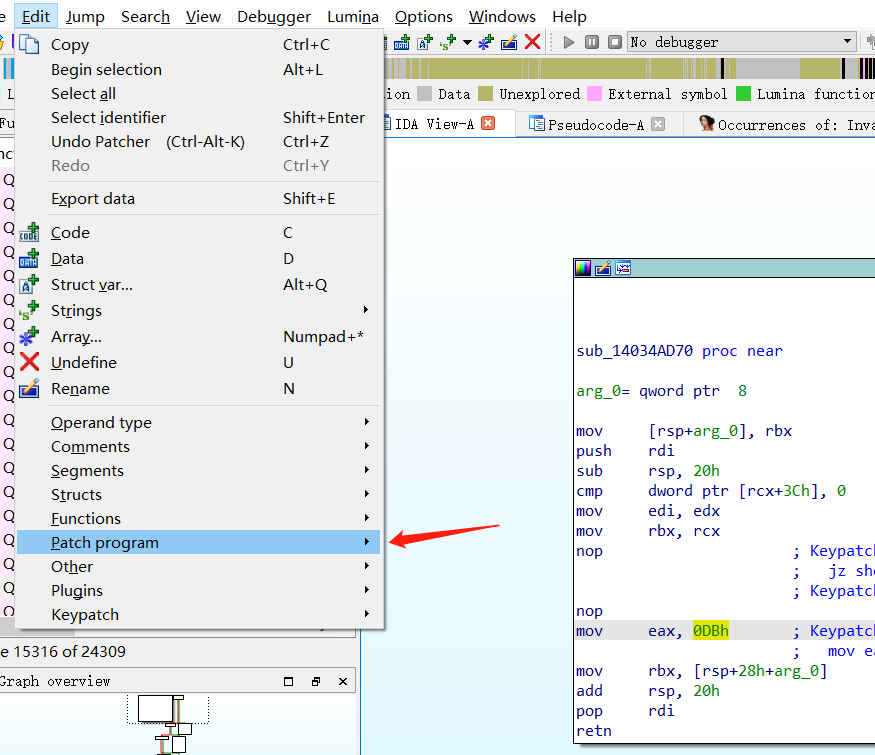 Edit Jump Search View Debugger Lumina Options Windows Help
No debugger
Data Unexplored External symbol Lumina function
IDA View-A Pseudocode-A Occurrences of: Inva
Copy Ctrl+C
Begin selection Alt+L
Select all
Select identifier Shift+Enter
Undo Patcher (Ctrl-Alt-K) Ctrl+Z
Redo Ctrl+Y
Export data Shift+E
Code C
Data D
Struct var... Alt+Q
Strings
Array... Numpad+*
Undefine U
Rename N
Operand type
Comments
Segments
Structs
Functions
Patch program
Other
Plugins
Keypatch
e 15316 of 24309
Graph overview
sub_14034AD70 proc near
arg_0= qword ptr 8
mov [rsp+arg_0], rbx
push rdi
sub rsp, 20h
cmp dword ptr [rcx+3Ch], 0
mov edi, edx
mov rbx, rcx
nop ; Keypatch
; jz sho
; Keypatch
nop
mov eax, 0DBh ; Keypatch
; mov ea
mov rbx, [rsp+28h+arg_0]
add rsp, 20h
pop rdi
retn